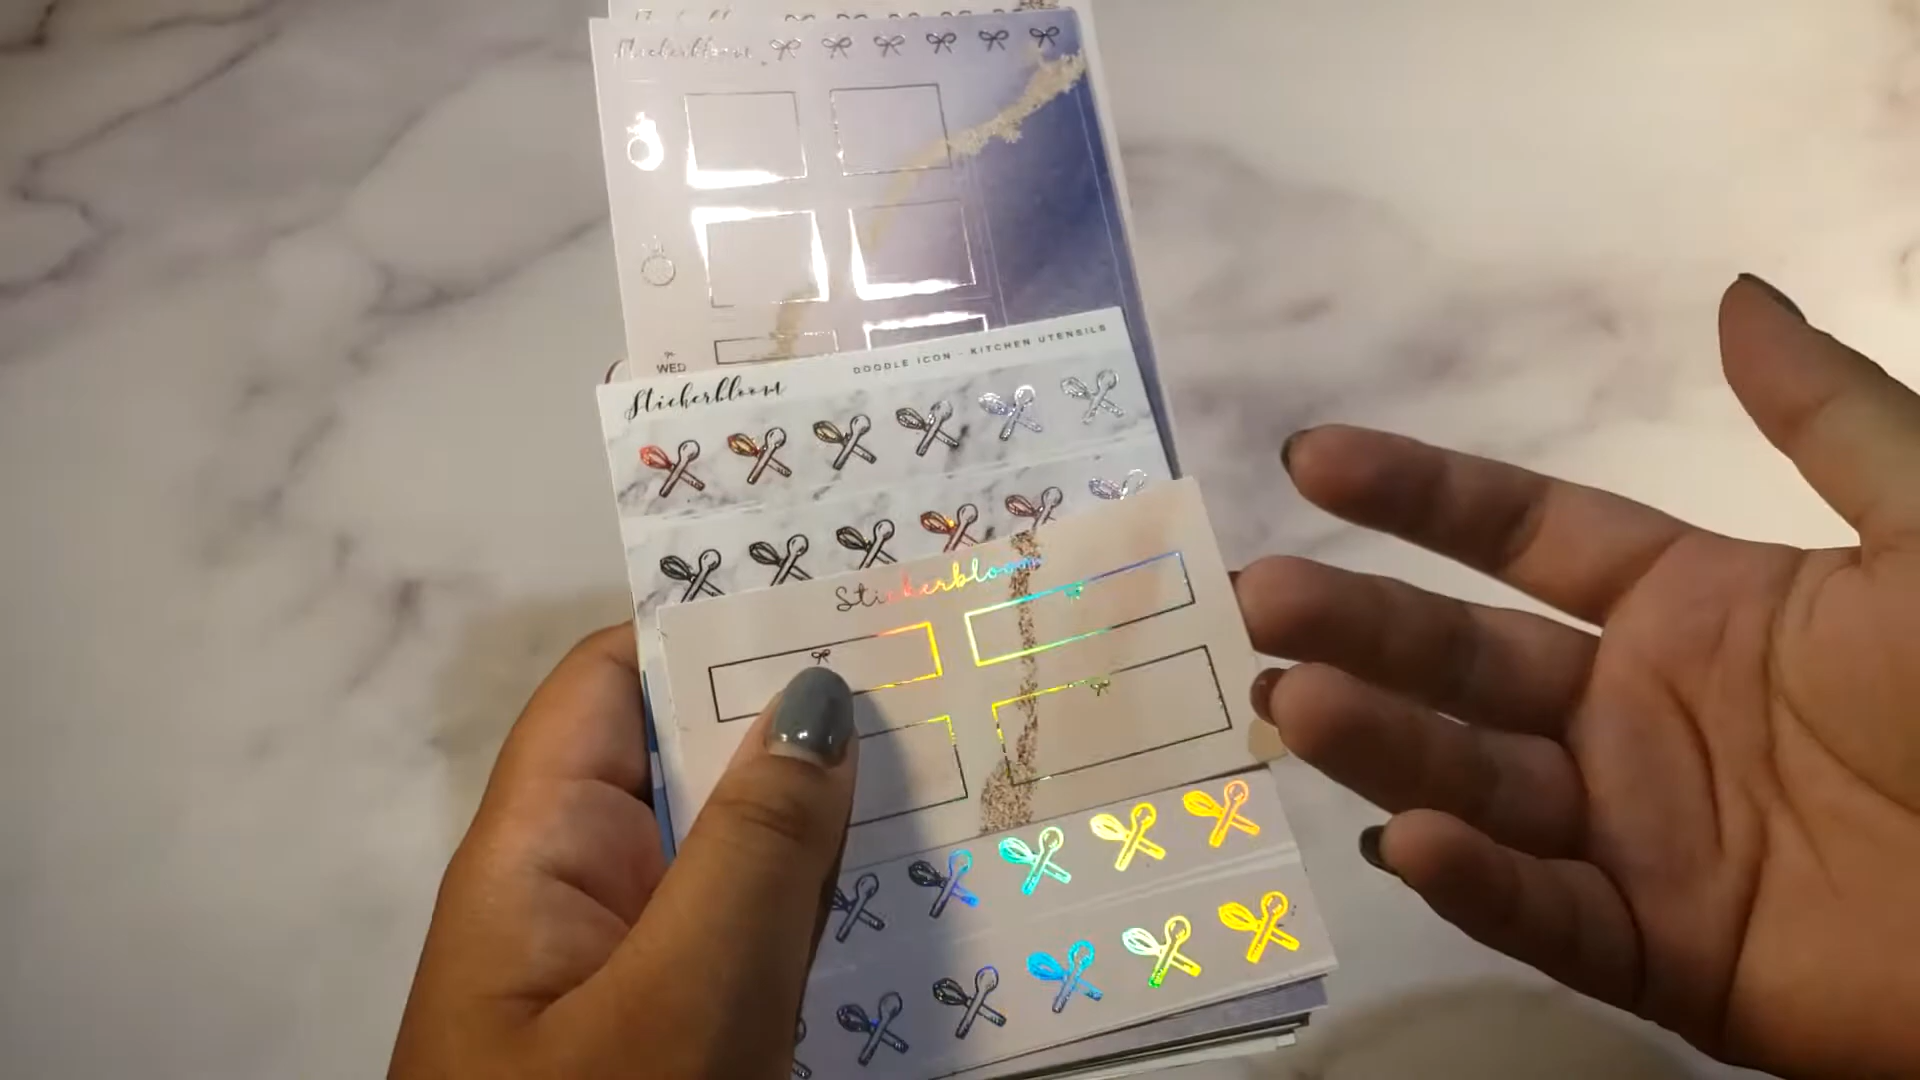 Stickerbloom
WED
Stickerbloom
DOODLE ICON - KITCHEN UTENSILS
Stickerbloom